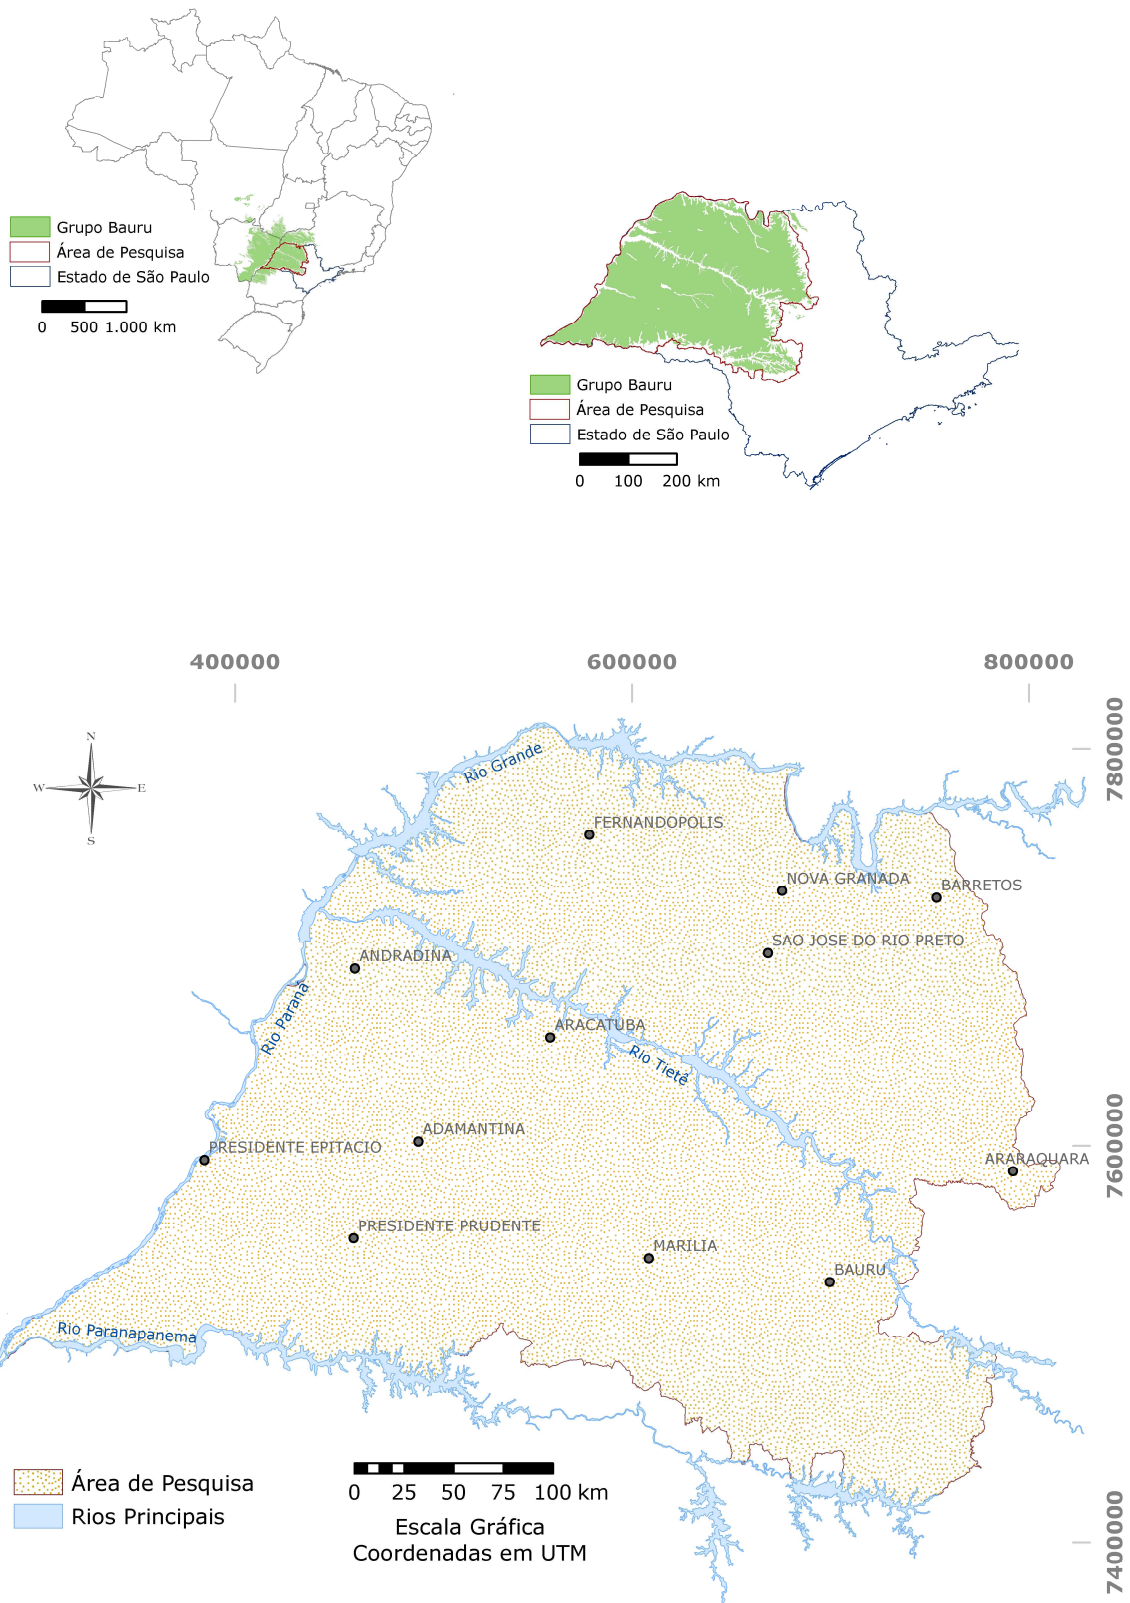 Grupo Bauru
Área de Pesquisa
Estado de São Paulo
0 500 1.000 km
Grupo Bauru
Área de Pesquisa
Estado de São Paulo
0 100 200 km
400000 600000 800000
7800000
N
W E
S
Rio Grande
FERNANDOPOLIS
NOVA GRANADA
BARRETOS
SAO JOSE DO RIO PRETO
ANDRADINA
Rio Paraná
ARACATUBA
Rio Tietê
ADAMANTINA
PRESIDENTE EPITACIO
7600000
ARARAQUARA
PRESIDENTE PRUDENTE
MARILIA
BAURU
Rio Paranapanema
Área de Pesquisa
Rios Principais
0 25 50 75 100 km
Escala Gráfica
Coordenadas em UTM
7400000